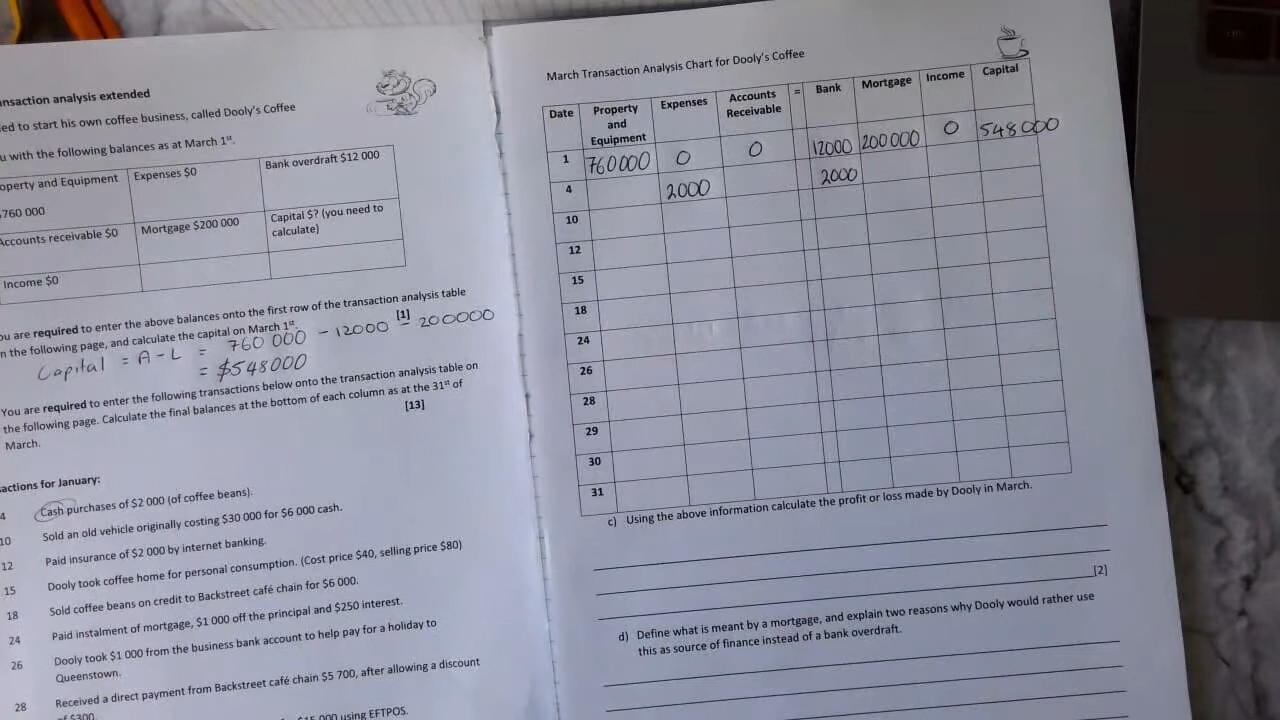 nsaction analysis extended
ed to start his own coffee business, called Dooly's Coffee
u with the following balances as at March 1st.
operty and Equipment Expenses $0 Bank overdraft $12 000
760 000
Accounts receivable $0 Mortgage $200 000 Capital $? (you need to
calculate)
Income $0
ou are required to enter the above balances onto the first row of the transaction analysis table
n the following page, and calculate the capital on March 1st. [1]
Capital = A - L = 760 000 - 12000 - 200000
= $548000
You are required to enter the following transactions below onto the transaction analysis table on
the following page. Calculate the final balances at the bottom of each column as at the 31st of
March. [13]
actions for January:
4 Cash purchases of $2 000 (of coffee beans).
10 Sold an old vehicle originally costing $30 000 for $6 000 cash.
12 Paid insurance of $2 000 by internet banking.
15 Dooly took coffee home for personal consumption. (Cost price $40, selling price $80)
18 Sold coffee beans on credit to Backstreet café chain for $6 000.
24 Paid instalment of mortgage, $1 000 off the principal and $250 interest.
26 Dooly took $1 000 from the business bank account to help pay for a holiday to
Queenstown.
28 Received a direct payment from Backstreet café chain $5 700, after allowing a discount
of $300.
$15 000 using EFTPOS.
March Transaction Analysis Chart for Dooly's Coffee
Date Property and Equipment Expenses Accounts Receivable = Bank Mortgage Income Capital
1 760000 0 0 12000 200000 0 548000
4 2000 2000
10
12
15
18
24
26
28
29
30
31
c) Using the above information calculate the profit or loss made by Dooly in March.
[2]
d) Define what is meant by a mortgage, and explain two reasons why Dooly would rather use
this as source of finance instead of a bank overdraft.